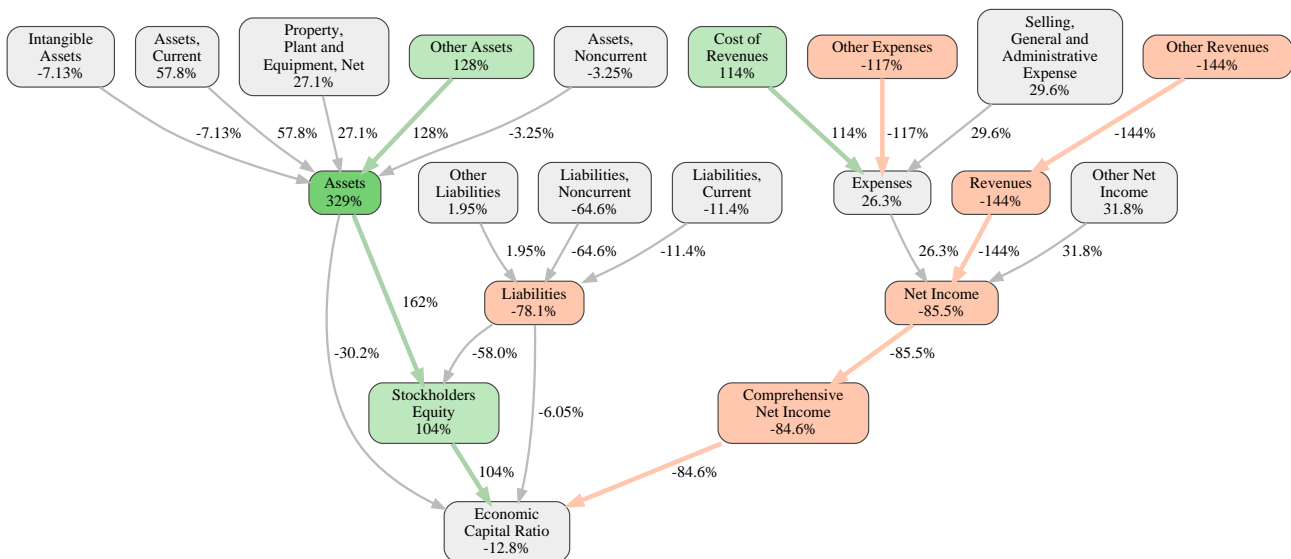 Intangible
Assets
-7.13%
Assets,
Current
57.8%
Property,
Plant and
Equipment, Net
27.1%
Other Assets
128%
Assets,
Noncurrent
-3.25%
Cost of
Revenues
114%
Other Expenses
-117%
Selling,
General and
Administrative
Expense
29.6%
Other Revenues
-144%
-7.13%
57.8%
27.1%
128%
-3.25%
114%
-117%
29.6%
-144%
Assets
329%
Other
Liabilities
1.95%
Liabilities,
Noncurrent
-64.6%
Liabilities,
Current
-11.4%
Expenses
26.3%
Revenues
-144%
Other Net
Income
31.8%
1.95%
-64.6%
-11.4%
26.3%
-144%
31.8%
162%
Liabilities
-78.1%
Net Income
-85.5%
-30.2%
-58.0%
-85.5%
Stockholders
Equity
104%
-6.05%
Comprehensive
Net Income
-84.6%
104%
-84.6%
Economic
Capital Ratio
-12.8%